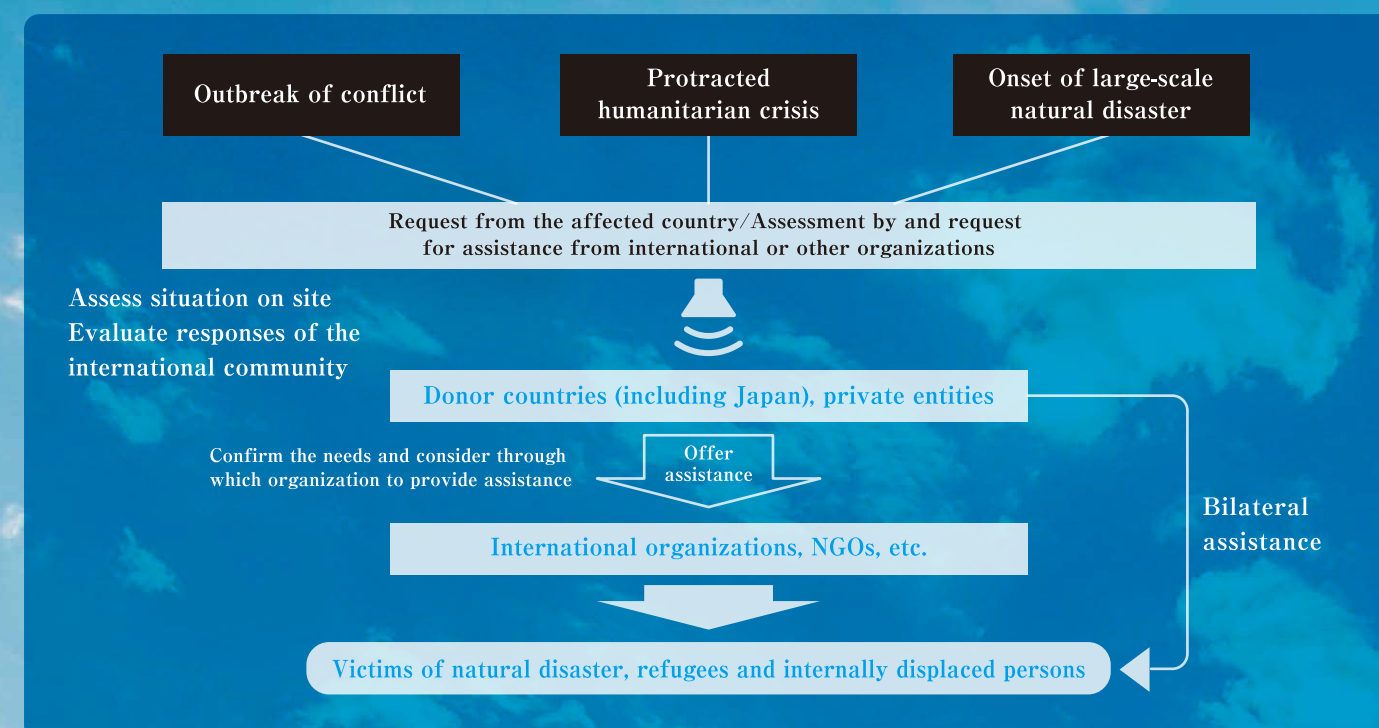 Outbreak of conflict
Protracted
humanitarian crisis
Onset of large-scale
natural disaster
Request from the affected country/Assessment by and request
for assistance from international or other organizations
Assess situation on site
Evaluate responses of the
international community
Donor countries (including Japan), private entities
Confirm the needs and consider through
which organization to provide assistance
Offer
assistance
International organizations, NGOs, etc.
Bilateral
assistance
Victims of natural disaster, refugees and internally displaced persons